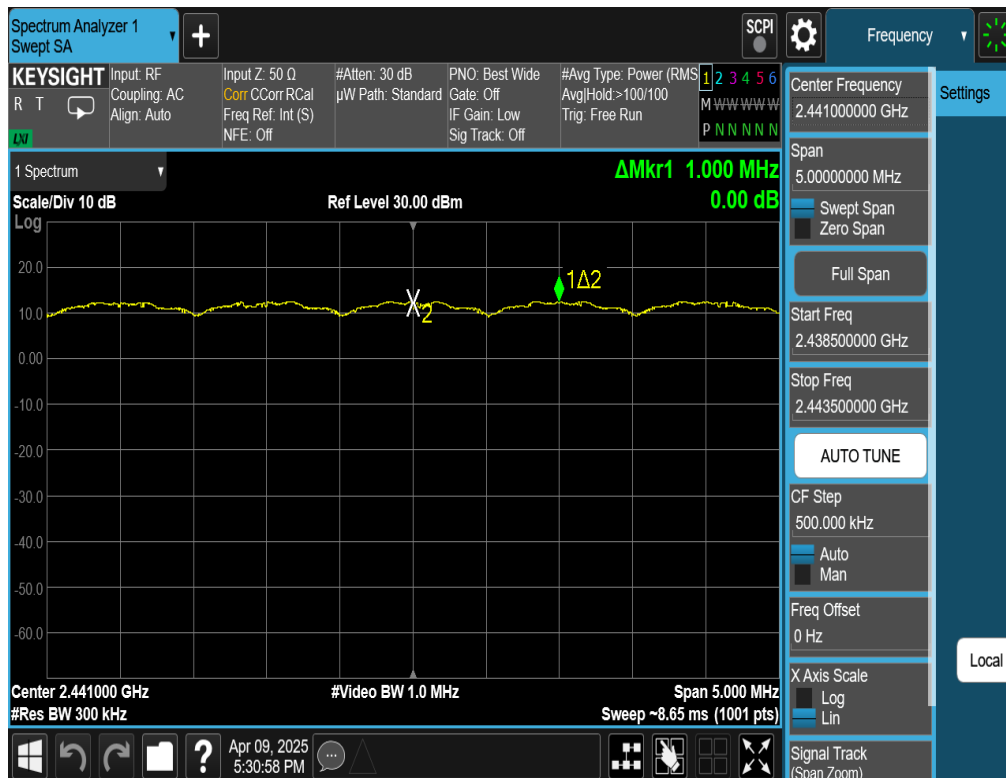 Spectrum Analyzer 1
Swept SA
+
SCPI
Frequency
KEYSIGHT
R T
LXI
Input: RF
Coupling: AC
Align: Auto
Input Z: 50 Ω
Corr CCorr RCal
Freq Ref: Int (S)
NFE: Off
#Atten: 30 dB
µW Path: Standard
PNO: Best Wide
Gate: Off
IF Gain: Low
Sig Track: Off
#Avg Type: Power (RMS
Avg|Hold:>100/100
Trig: Free Run
1 2 3 4 5 6
M W W W W W
P N N N N N
1 Spectrum
ΔMkr1 1.000 MHz
0.00 dB
Scale/Div 10 dB
Ref Level 30.00 dBm
Log
20.0
10.0
0.00
-10.0
-20.0
-30.0
-40.0
-50.0
-60.0
1Δ2
2
Center 2.441000 GHz
#Video BW 1.0 MHz
Span 5.000 MHz
#Res BW 300 kHz
Sweep ~8.65 ms (1001 pts)
?
Apr 09, 2025
5:30:58 PM
Center Frequency
2.441000000 GHz
Span
5.00000000 MHz
Swept Span
Zero Span
Full Span
Start Freq
2.438500000 GHz
Stop Freq
2.443500000 GHz
AUTO TUNE
CF Step
500.000 kHz
Auto
Man
Freq Offset
0 Hz
X Axis Scale
Log
Lin
Signal Track
(Span Zoom)
Settings
Local